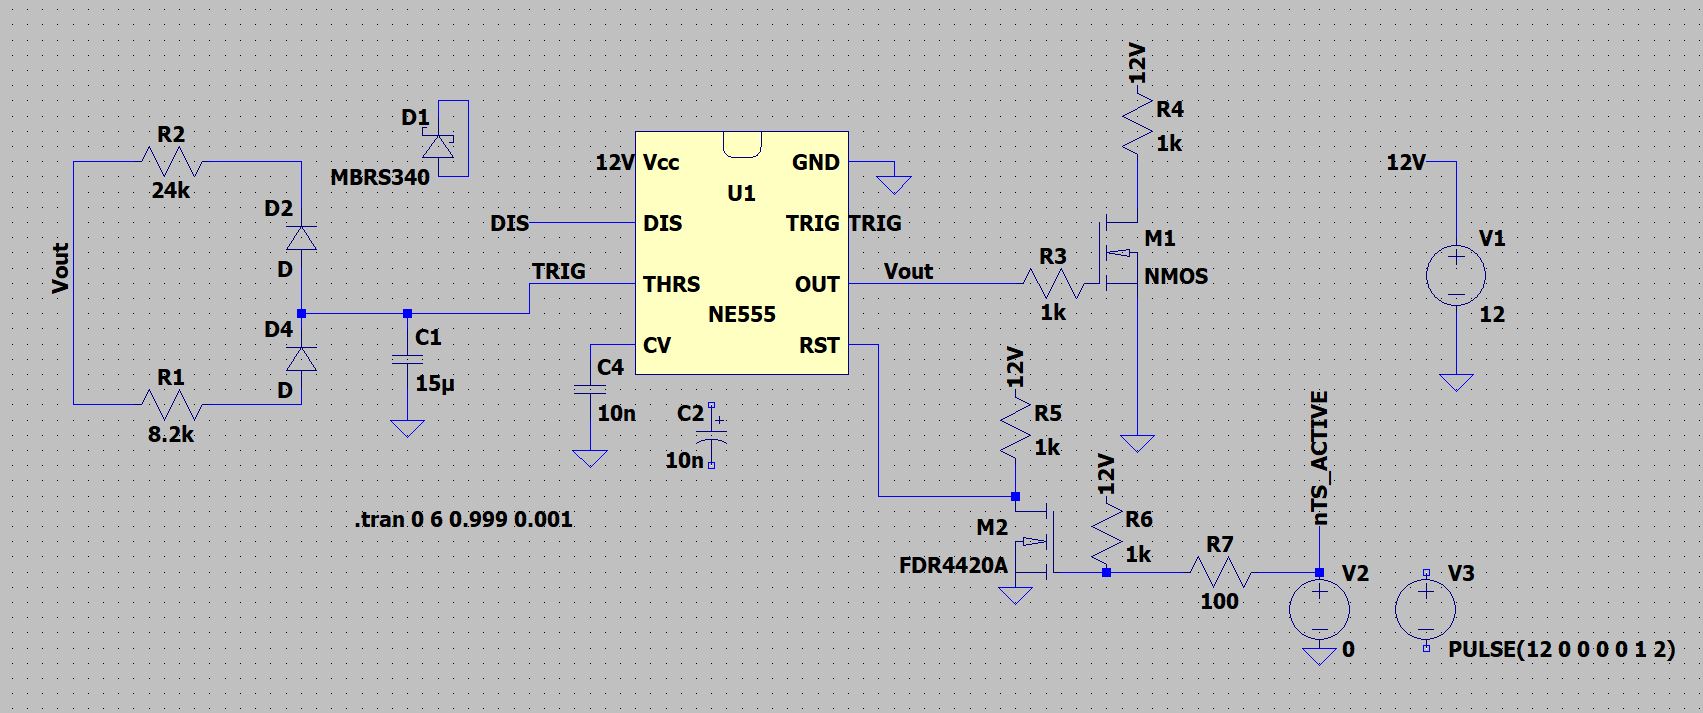 12V
R4
1k
D1
MBRS340
R2
24k
12V
Vcc
GND
12V
U1
D2
D
DIS
DIS
TRIG
TRIG
M1
NMOS
V1
12
Vout
TRIG
THRS
OUT
Vout
R3
1k
NE555
D4
D
C1
15µ
CV
RST
C4
10n
R1
8.2k
C2
10n
12V
R5
1k
nTS_ACTIVE
12V
.tran 0 6 0.999 0.001
M2
FDR4420A
R6
1k
R7
100
V2
0
V3
PULSE(12 0 0 0 0 1 2)